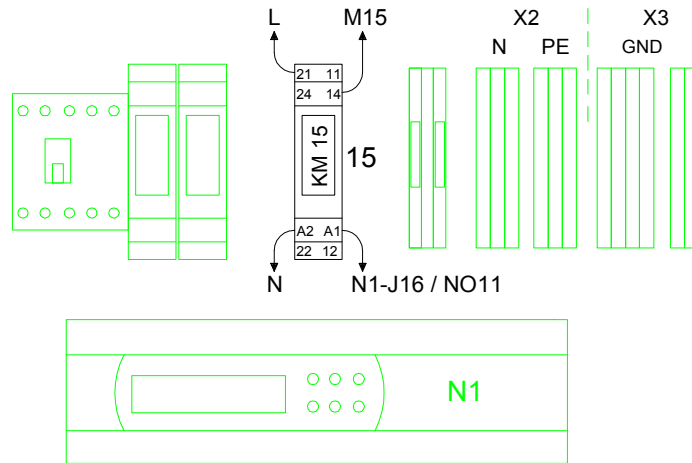 L M15 X2 X3
N PE GND
21 11
24 14
KM 15
15
A2 A1
22 12
N N1-J16 / NO11
N1